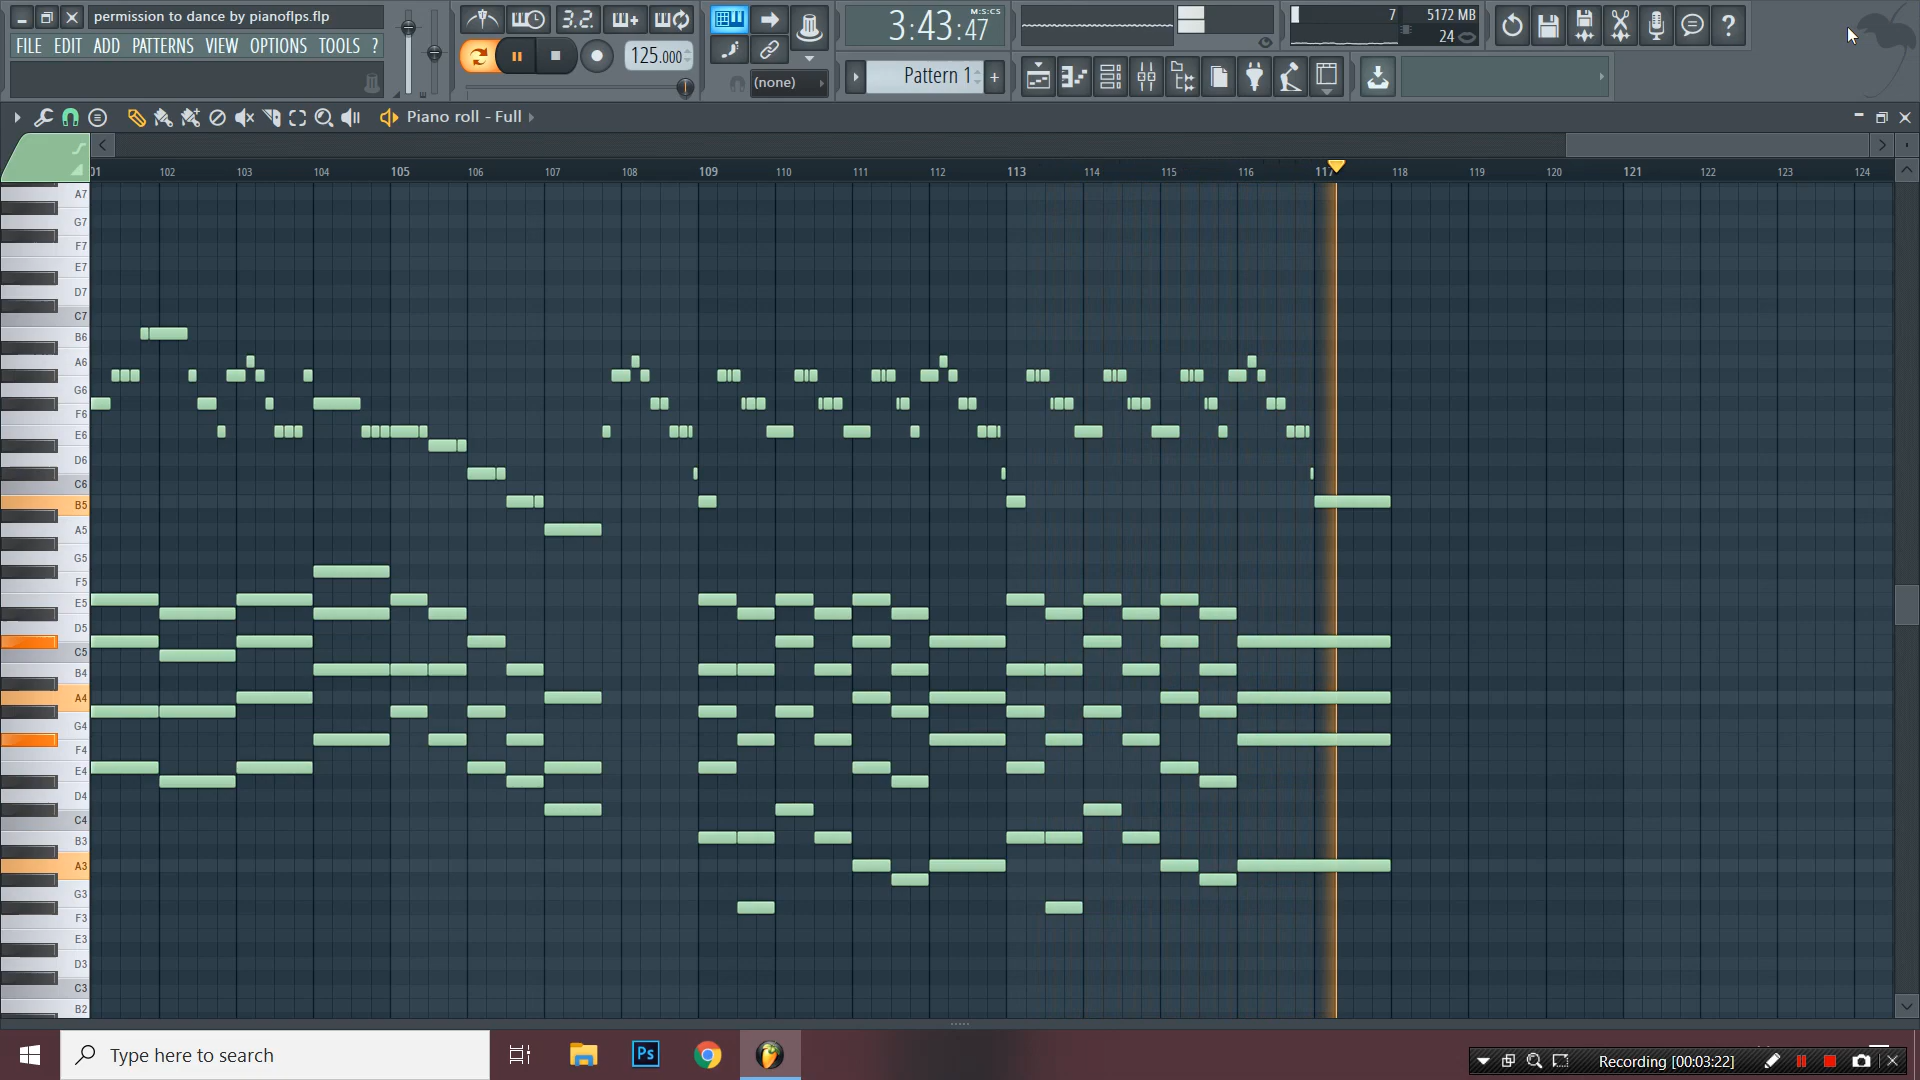 permission to dance by pianoflps.flp
FILE EDIT ADD PATTERNS VIEW OPTIONS TOOLS ?
3.2.
125.000
(none)
3:43:47
M:S:CS
Pattern 1
7
5172 MB
24
Piano roll - Full
101 102 103 104 105 106 107 108 109 110 111 112 113 114 115 116 117 118 119 120 121 122 123 124
A7
G7
F7
E7
D7
C7
B6
A6
G6
F6
E6
D6
C6
B5
A5
G5
F5
E5
D5
C5
B4
A4
G4
F4
E4
D4
C4
B3
A3
G3
F3
E3
D3
C3
B2
Type here to search
Ps
Recording [00:03:22]